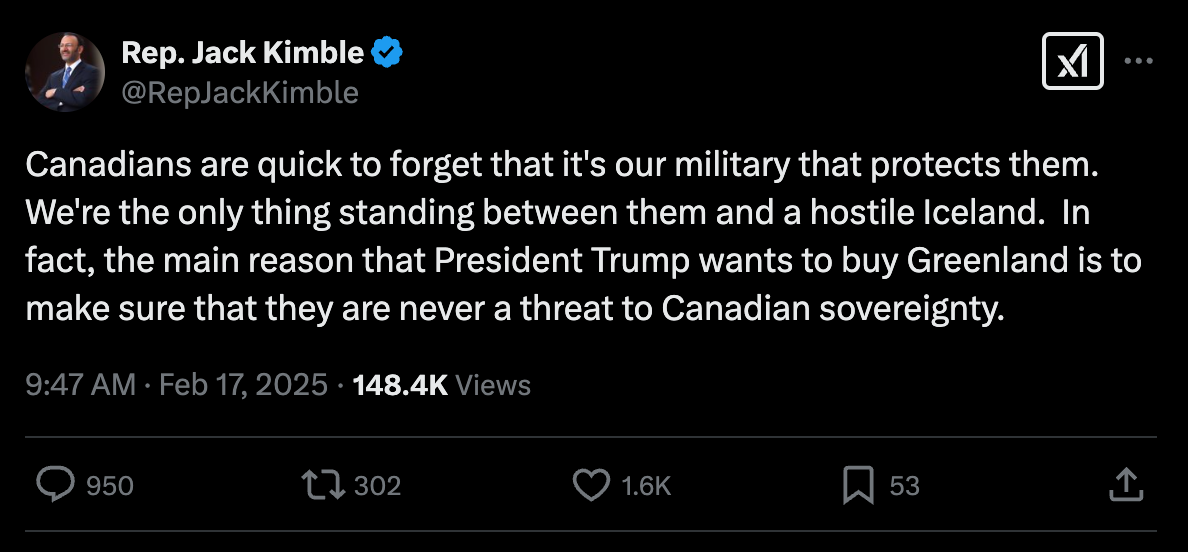 Rep. Jack Kimble
@RepJackKimble
Canadians are quick to forget that it's our military that protects them.
We're the only thing standing between them and a hostile Iceland.  In
fact, the main reason that President Trump wants to buy Greenland is to
make sure that they are never a threat to Canadian sovereignty.
9:47 AM · Feb 17, 2025 · 148.4K Views
950 302 1.6K 53